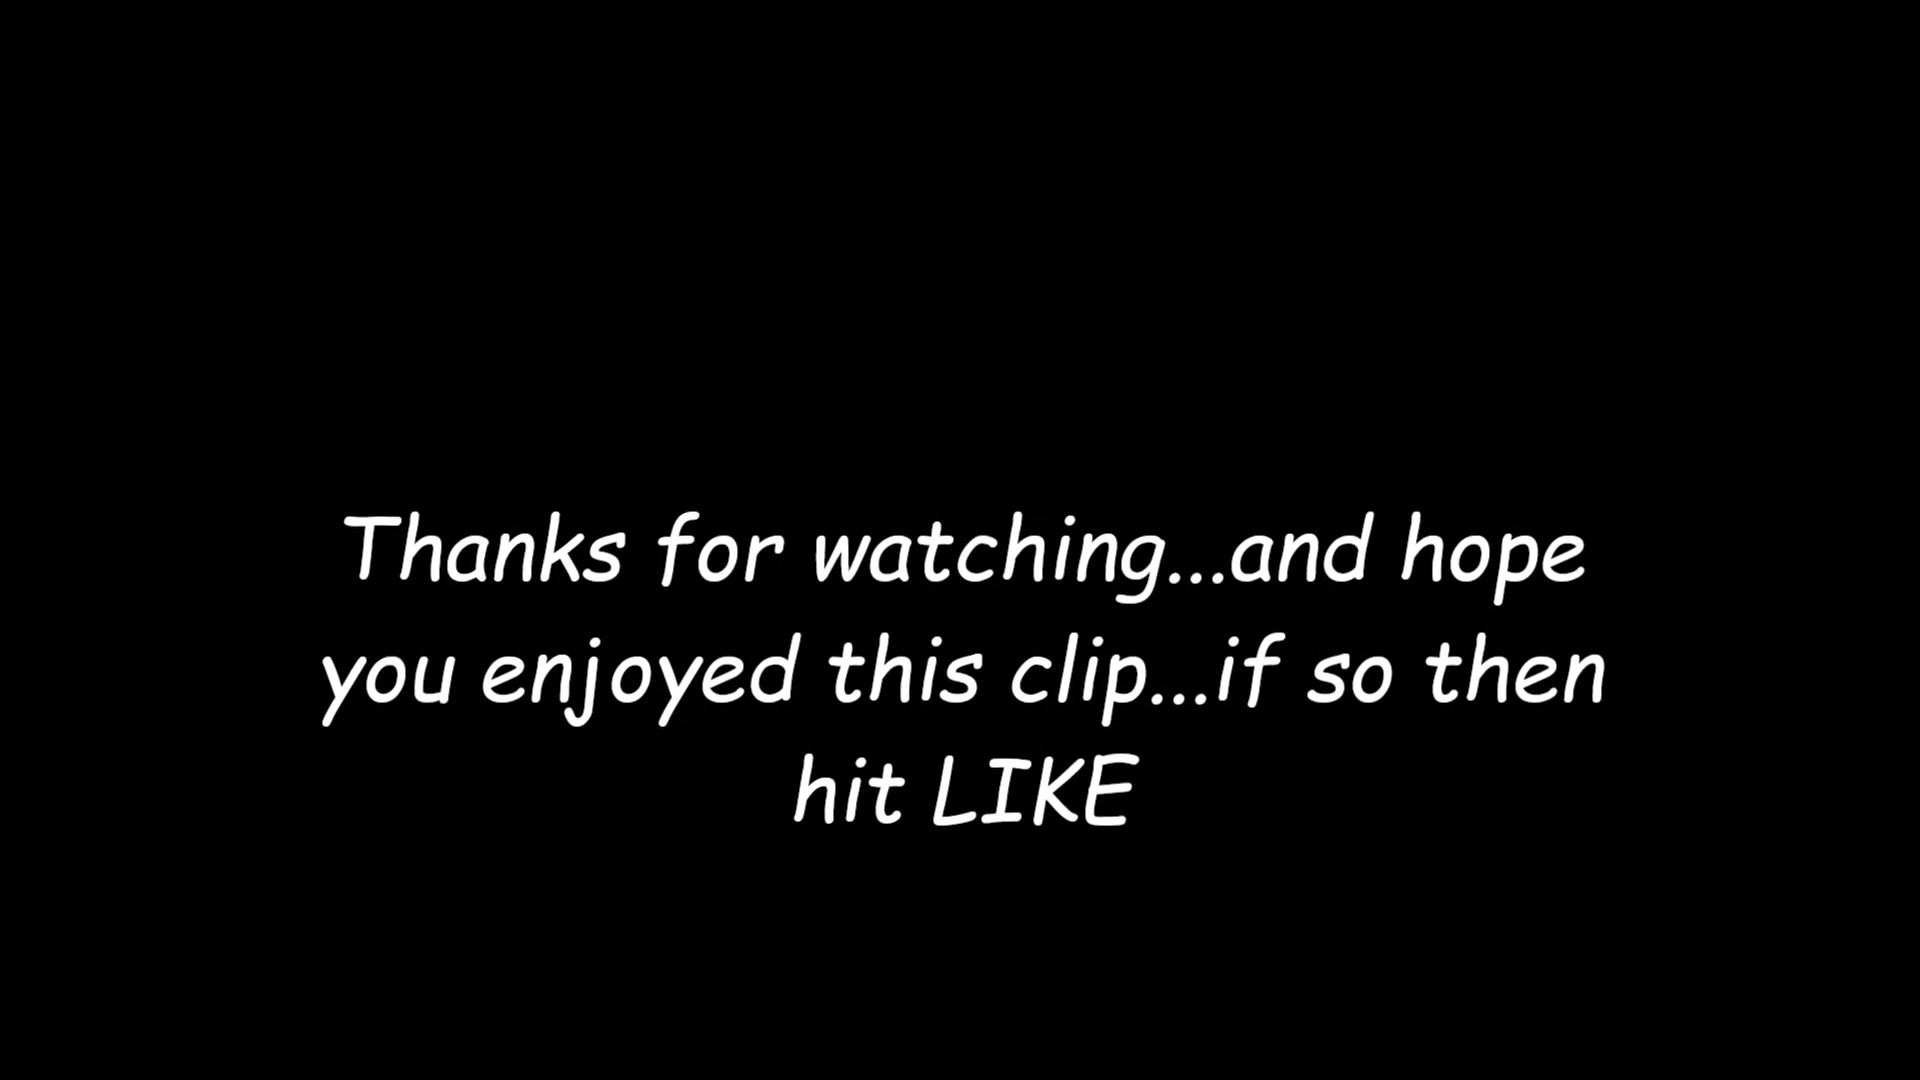 Thanks for watching...and hope
you enjoyed this clip...if so then
hit LIKE